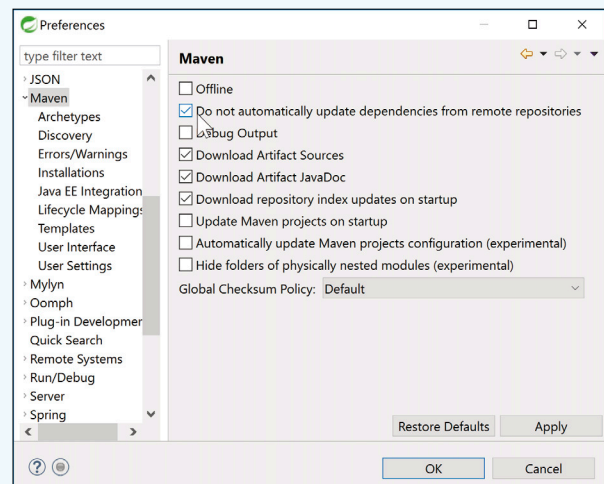 Preferences
type filter text
JSON
Maven
Archetypes
Discovery
Errors/Warnings
Installations
Java EE Integration
Lifecycle Mappings
Templates
User Interface
User Settings
Mylyn
Oomph
Plug-in Developmer
Quick Search
Remote Systems
Run/Debug
Server
Spring
Maven
Offline
Do not automatically update dependencies from remote repositories
Debug Output
Download Artifact Sources
Download Artifact JavaDoc
Download repository index updates on startup
Update Maven projects on startup
Automatically update Maven projects configuration (experimental)
Hide folders of physically nested modules (experimental)
Global Checksum Policy: Default
Restore Defaults Apply
? OK Cancel